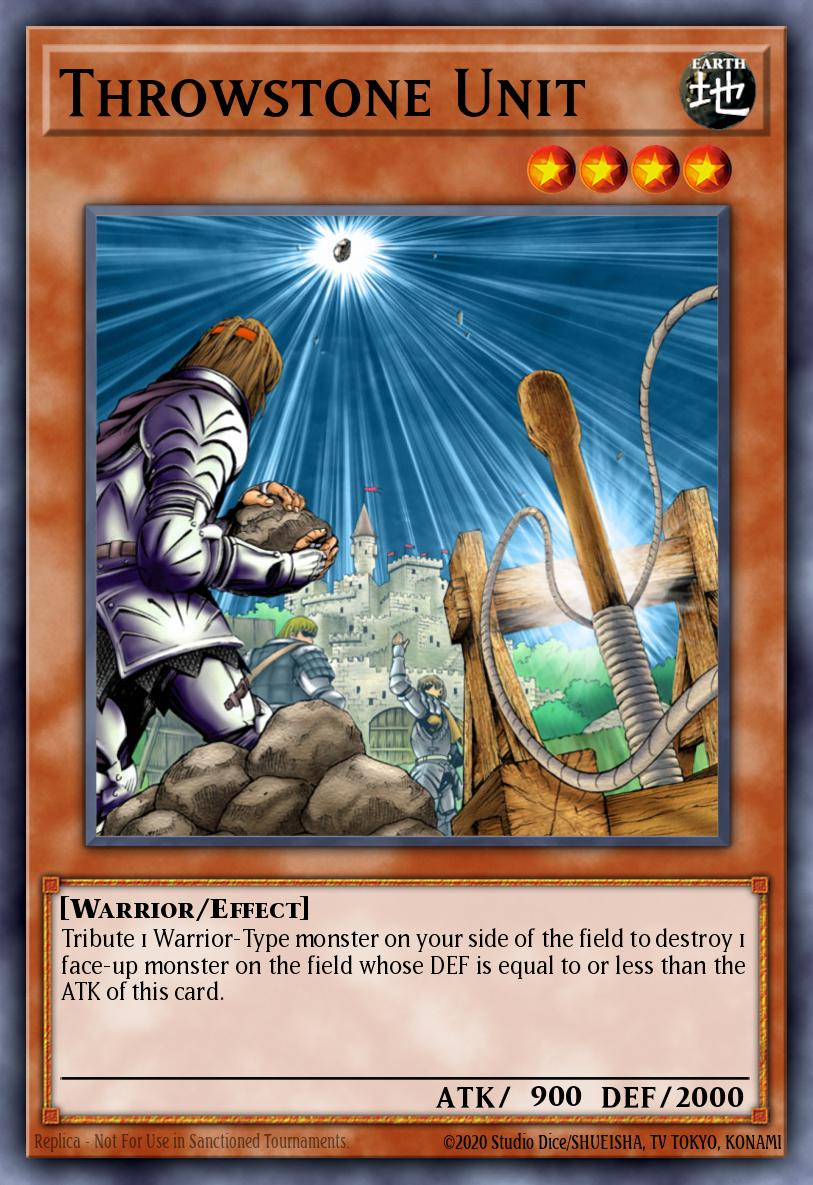 Throwstone Unit
EARTH
地
[Warrior/Effect]
Tribute 1 Warrior-Type monster on your side of the field to destroy 1
face-up monster on the field whose DEF is equal to or less than the
ATK of this card.
ATK/ 900 DEF/2000
Replica - Not For Use in Sanctioned Tournaments.
©2020 Studio Dice/SHUEISHA, TV TOKYO, KONAMI